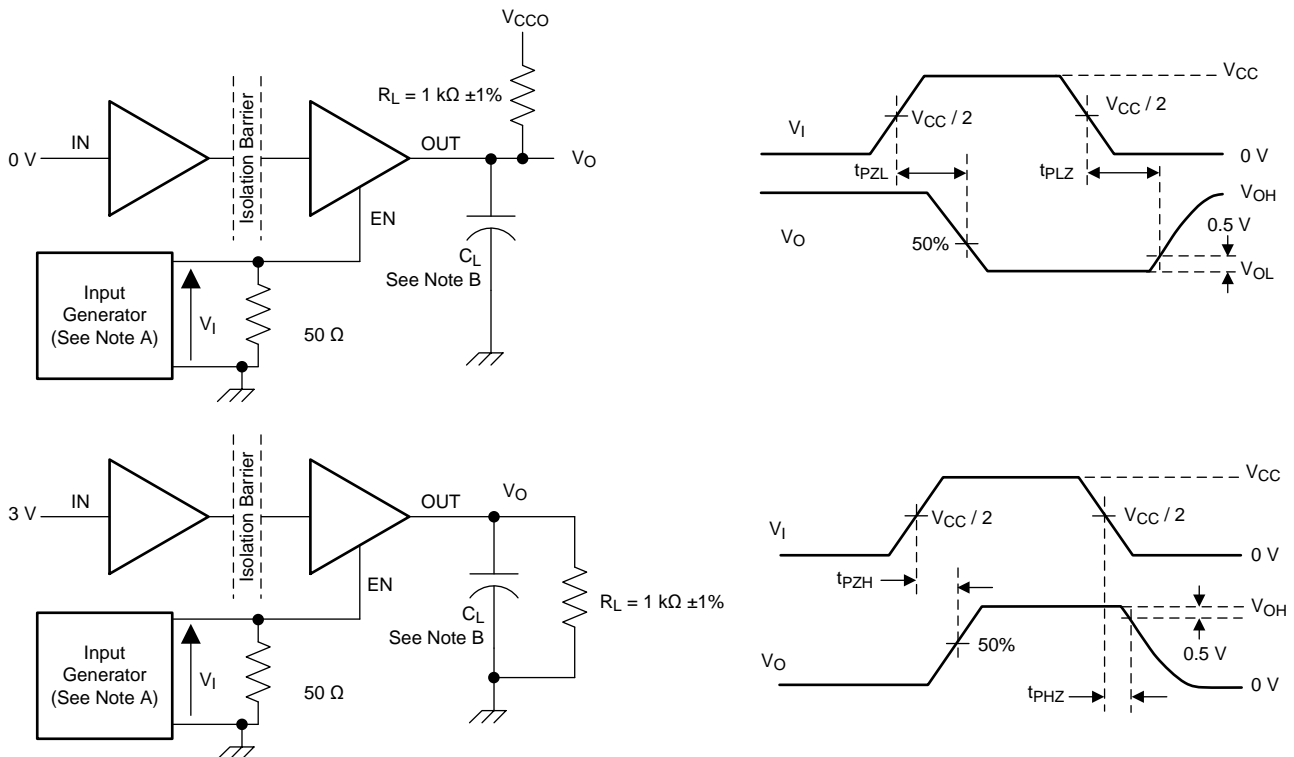 VCCO
RL = 1 kΩ ±1%
0 V
IN
Isolation Barrier
OUT
VO
EN
CL
See Note B
Input
Generator
(See Note A)
VI
50 Ω
VI
VCC / 2
VCC / 2
VCC
0 V
tPZL
tPLZ
VO
50%
VOH
0.5 V
VOL
3 V
IN
Isolation Barrier
OUT
VO
EN
CL
See Note B
RL = 1 kΩ ±1%
Input
Generator
(See Note A)
VI
50 Ω
VI
VCC / 2
VCC / 2
VCC
0 V
tPZH
VO
50%
VOH
0.5 V
tPHZ
0 V